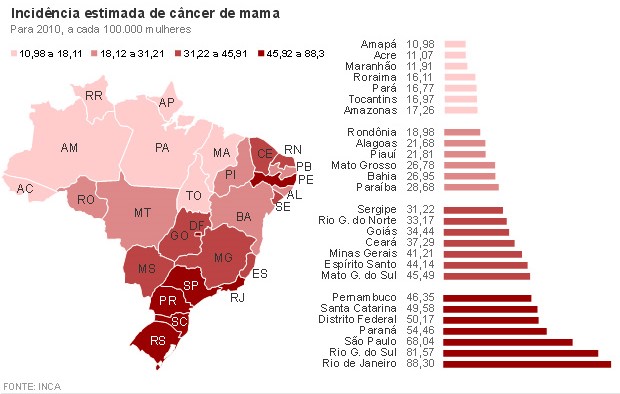 Incidência estimada de câncer de mama
Para 2010, a cada 100.000 mulheres
10,98 a 18,11 18,12 a 31,21 31,22 a 45,91 45,92 a 88,3
RR
AP
AM
PA
MA
CE
RN
PB
PE
AL
SE
PI
AC
RO
TO
MT
BA
DF
GO
MG
MS
ES
SP
RJ
PR
SC
RS
Amapá 10,98
Acre 11,07
Maranhão 11,91
Roraima 16,11
Pará 16,77
Tocantins 16,97
Amazonas 17,26
Rondônia 18,98
Alagoas 21,68
Piauí 21,81
Mato Grosso 26,78
Bahia 26,95
Paraíba 28,68
Sergipe 31,22
Rio G. do Norte 33,17
Goiás 34,44
Ceará 37,29
Minas Gerais 41,21
Espírito Santo 44,14
Mato G. do Sul 45,49
Pernambuco 46,35
Santa Catarina 49,58
Distrito Federal 50,17
Paraná 54,46
São Paulo 68,04
Rio G. do Sul 81,57
Rio de Janeiro 88,30
FONTE: INCA